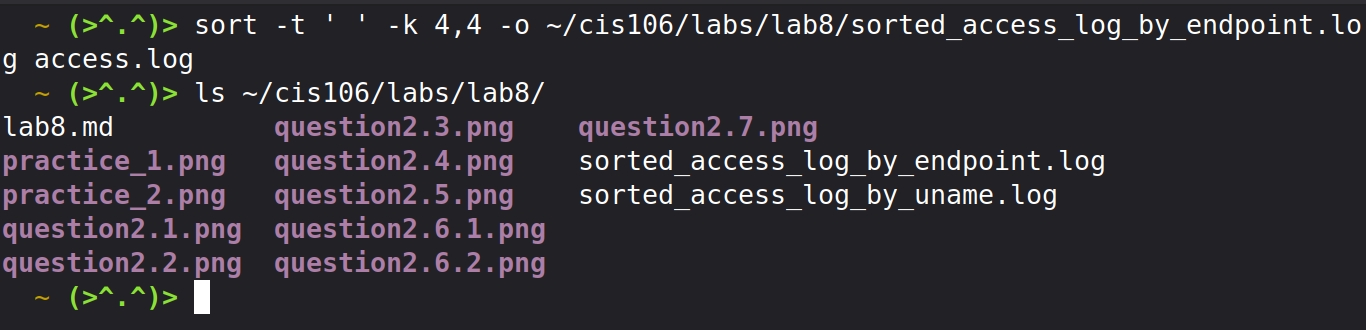 ~ (>^.^)> sort -t ' ' -k 4,4 -o ~/cis106/labs/lab8/sorted_access_log_by_endpoint.lo
g access.log
~ (>^.^)> ls ~/cis106/labs/lab8/
lab8.md question2.3.png question2.7.png
practice_1.png question2.4.png sorted_access_log_by_endpoint.log
practice_2.png question2.5.png sorted_access_log_by_uname.log
question2.1.png question2.6.1.png
question2.2.png question2.6.2.png
~ (>^.^)>